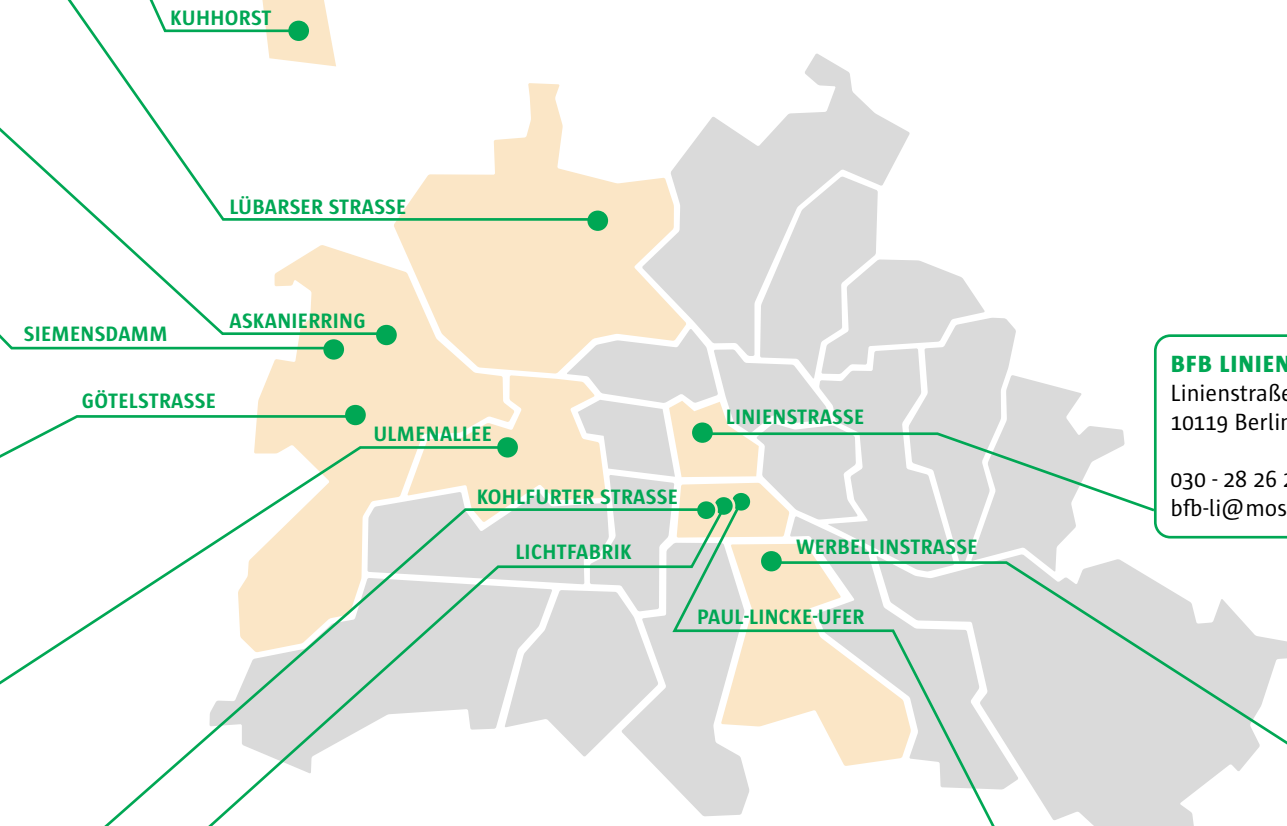 KUHHORST
LÜBARSER STRASSE
ASKANIERRING
SIEMENSDAMM
GÖTELSTRASSE
ULMENALLEE
LINIENSTRASSE
KOHLFURTER STRASSE
LICHTFABRIK
WERBELLINSTRASSE
PAUL-LINCKE-UFER
BFB LINIEN
Linienstraße
10119 Berlin
030 - 28 26 2
bfb-li@mos